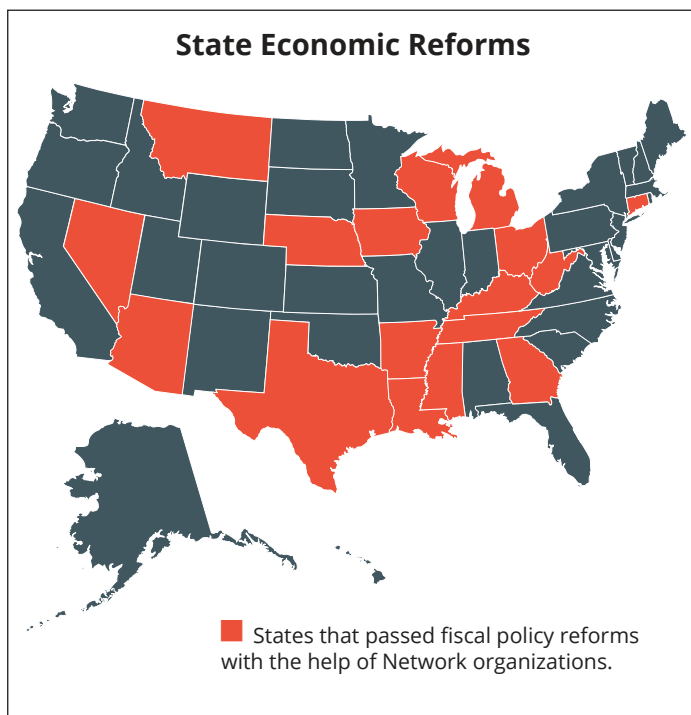 State Economic Reforms
States that passed fiscal policy reforms
with the help of Network organizations.